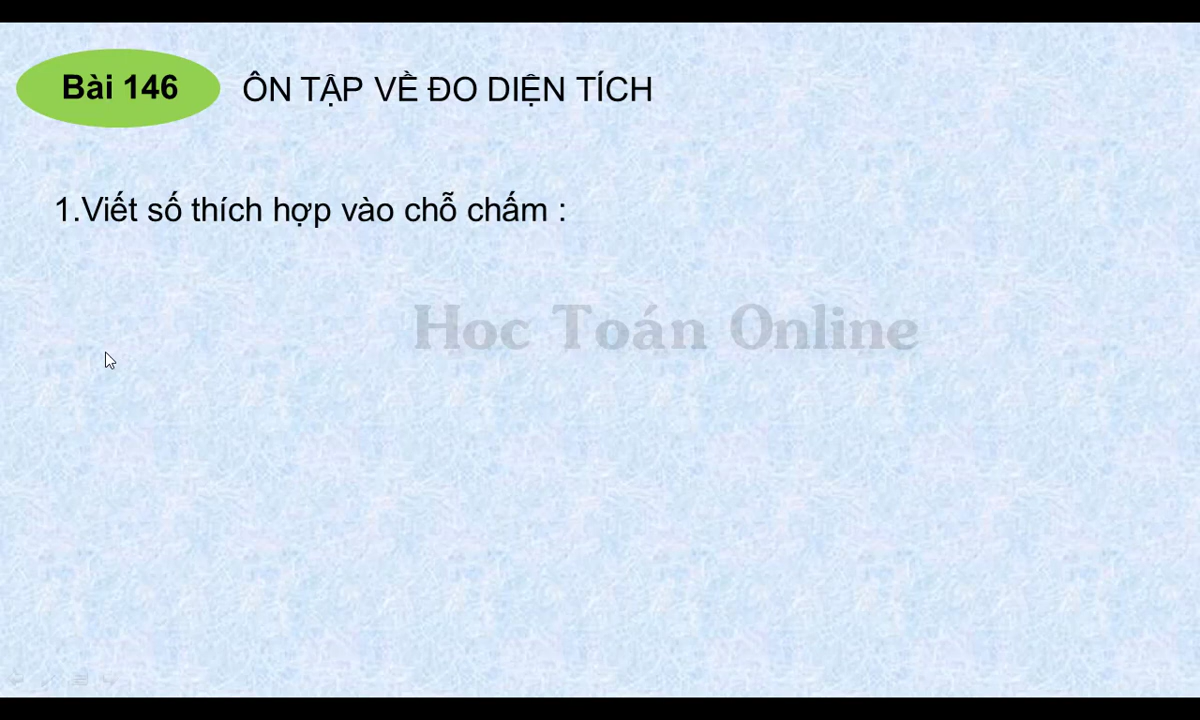 Bài 146 ÔN TẬP VỀ ĐO DIỆN TÍCH
1.Viết số thích hợp vào chỗ chấm :
Học Toán Online